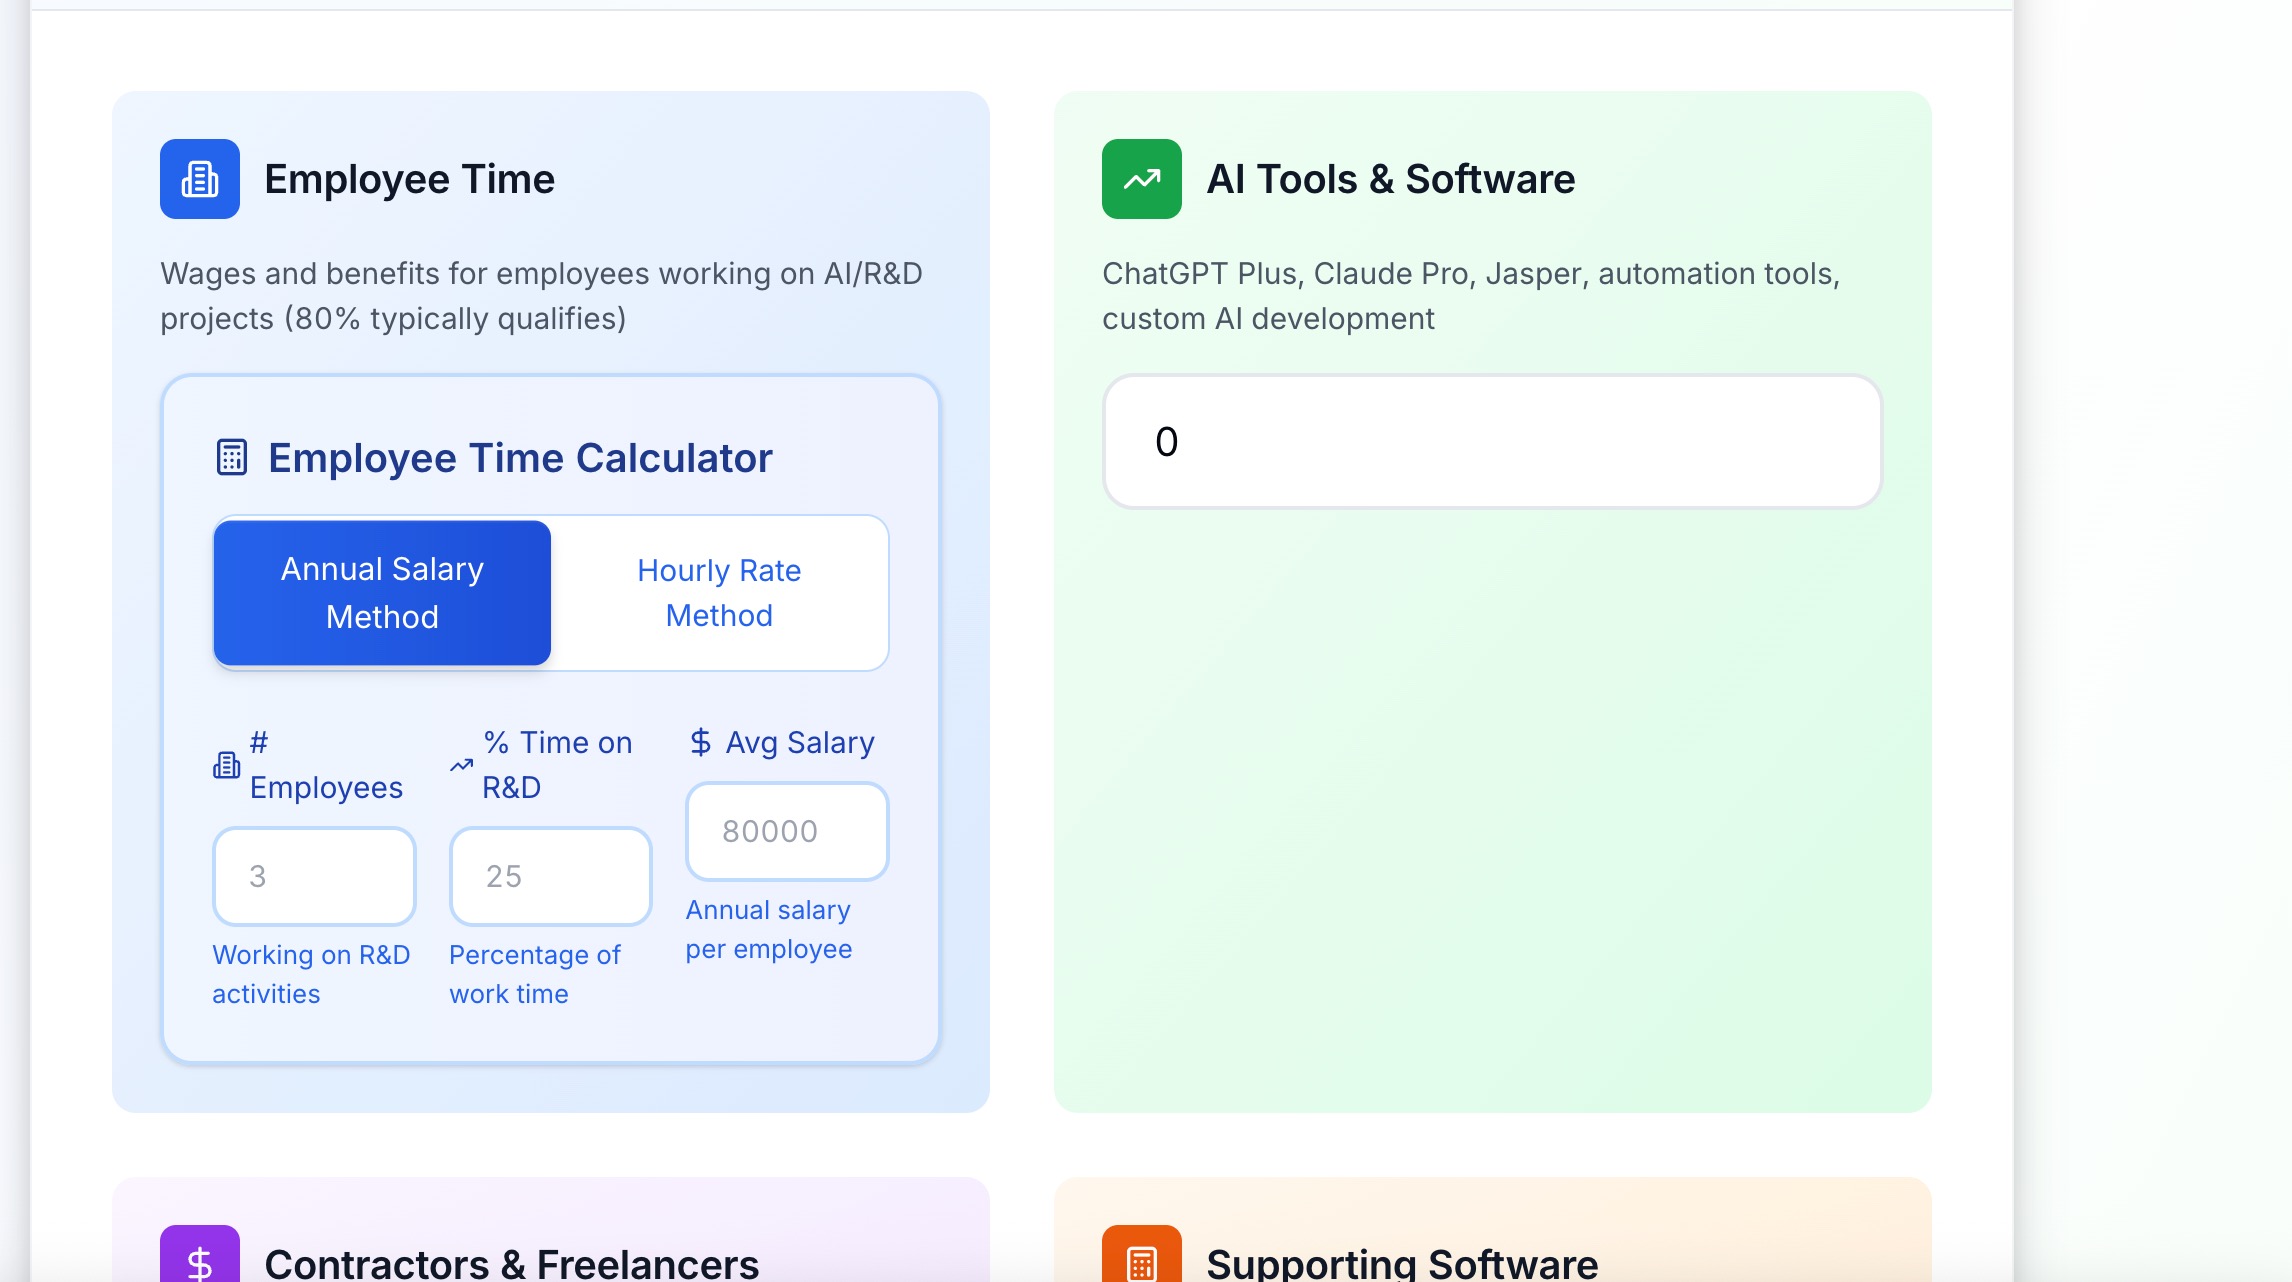 Employee Time
Wages and benefits for employees working on AI/R&D
projects (80% typically qualifies)
Employee Time Calculator
Annual Salary
Method
Hourly Rate
Method
#
Employees
3
Working on R&D
activities
% Time on
R&D
25
Percentage of
work time
$ Avg Salary
80000
Annual salary
per employee
AI Tools & Software
ChatGPT Plus, Claude Pro, Jasper, automation tools,
custom AI development
0
$
Contractors & Freelancers
Supporting Software